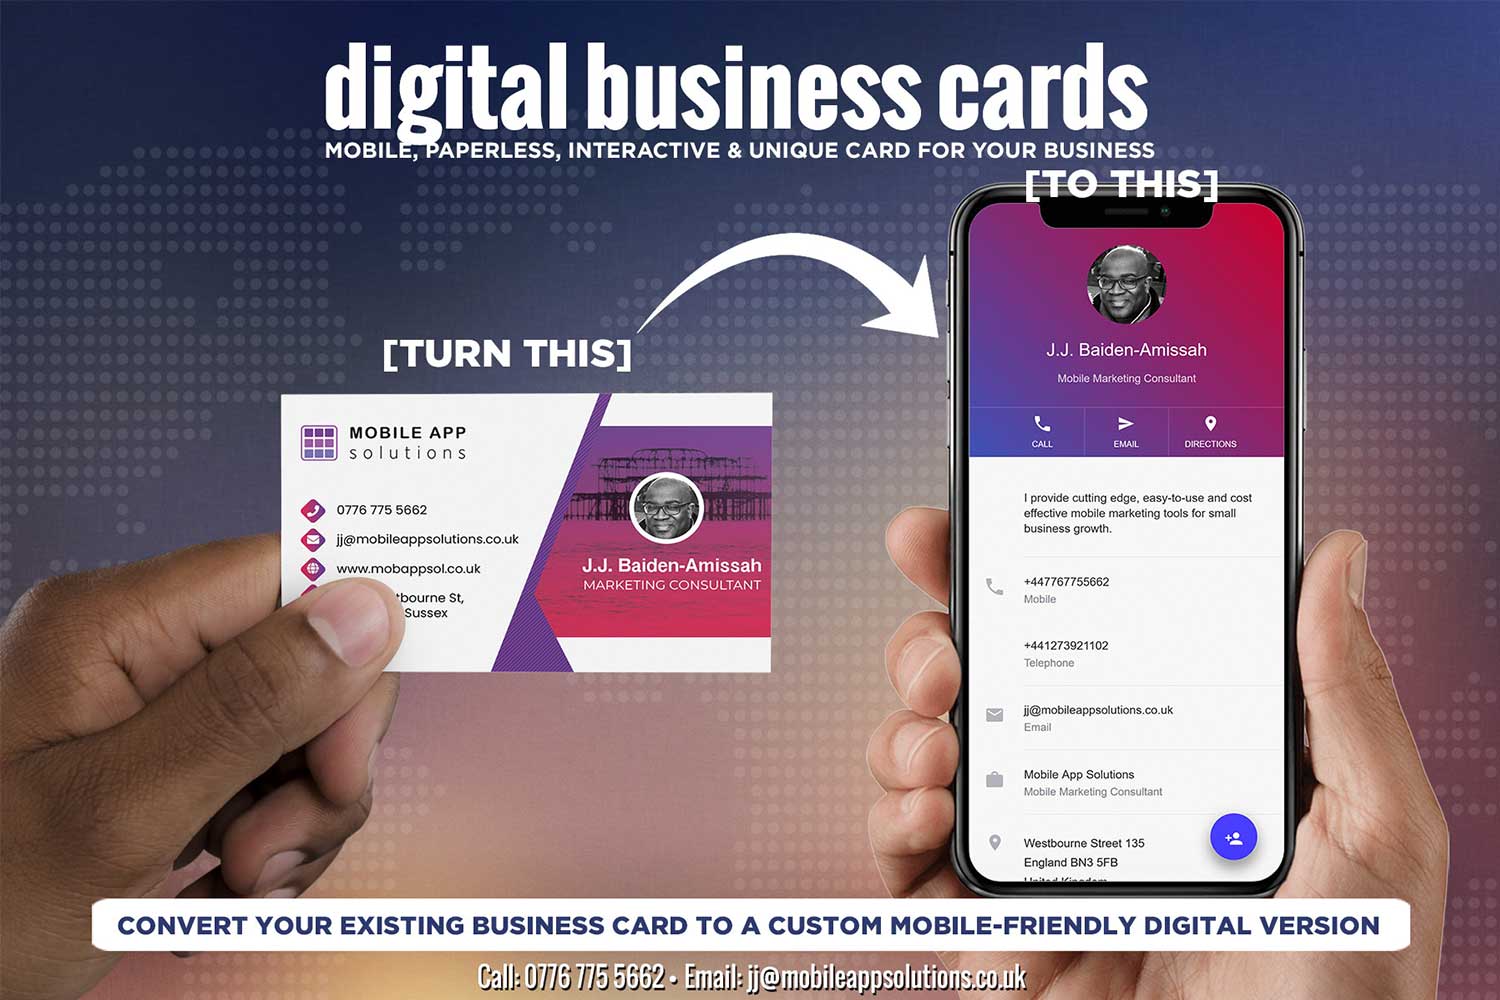 digital business cards
MOBILE, PAPERLESS, INTERACTIVE & UNIQUE CARD FOR YOUR BUSINESS
[TO THIS]
[TURN THIS]
MOBILE APP
solutions
0776 775 5662
jj@mobileappsolutions.co.uk
www.mobappsol.co.uk
tbourne St,
Sussex
J.J. Baiden-Amissah
MARKETING CONSULTANT
J.J. Baiden-Amissah
Mobile Marketing Consultant
CALL EMAIL DIRECTIONS
I provide cutting edge, easy-to-use and cost
effective mobile marketing tools for small
business growth.
+447767755662
Mobile
+441273921102
Telephone
jj@mobileappsolutions.co.uk
Email
Mobile App Solutions
Mobile Marketing Consultant
Westbourne Street 135
England BN3 5FB
United Kingdom
CONVERT YOUR EXISTING BUSINESS CARD TO A CUSTOM MOBILE-FRIENDLY DIGITAL VERSION
Call: 0776 775 5662 • Email: jj@mobileappsolutions.co.uk